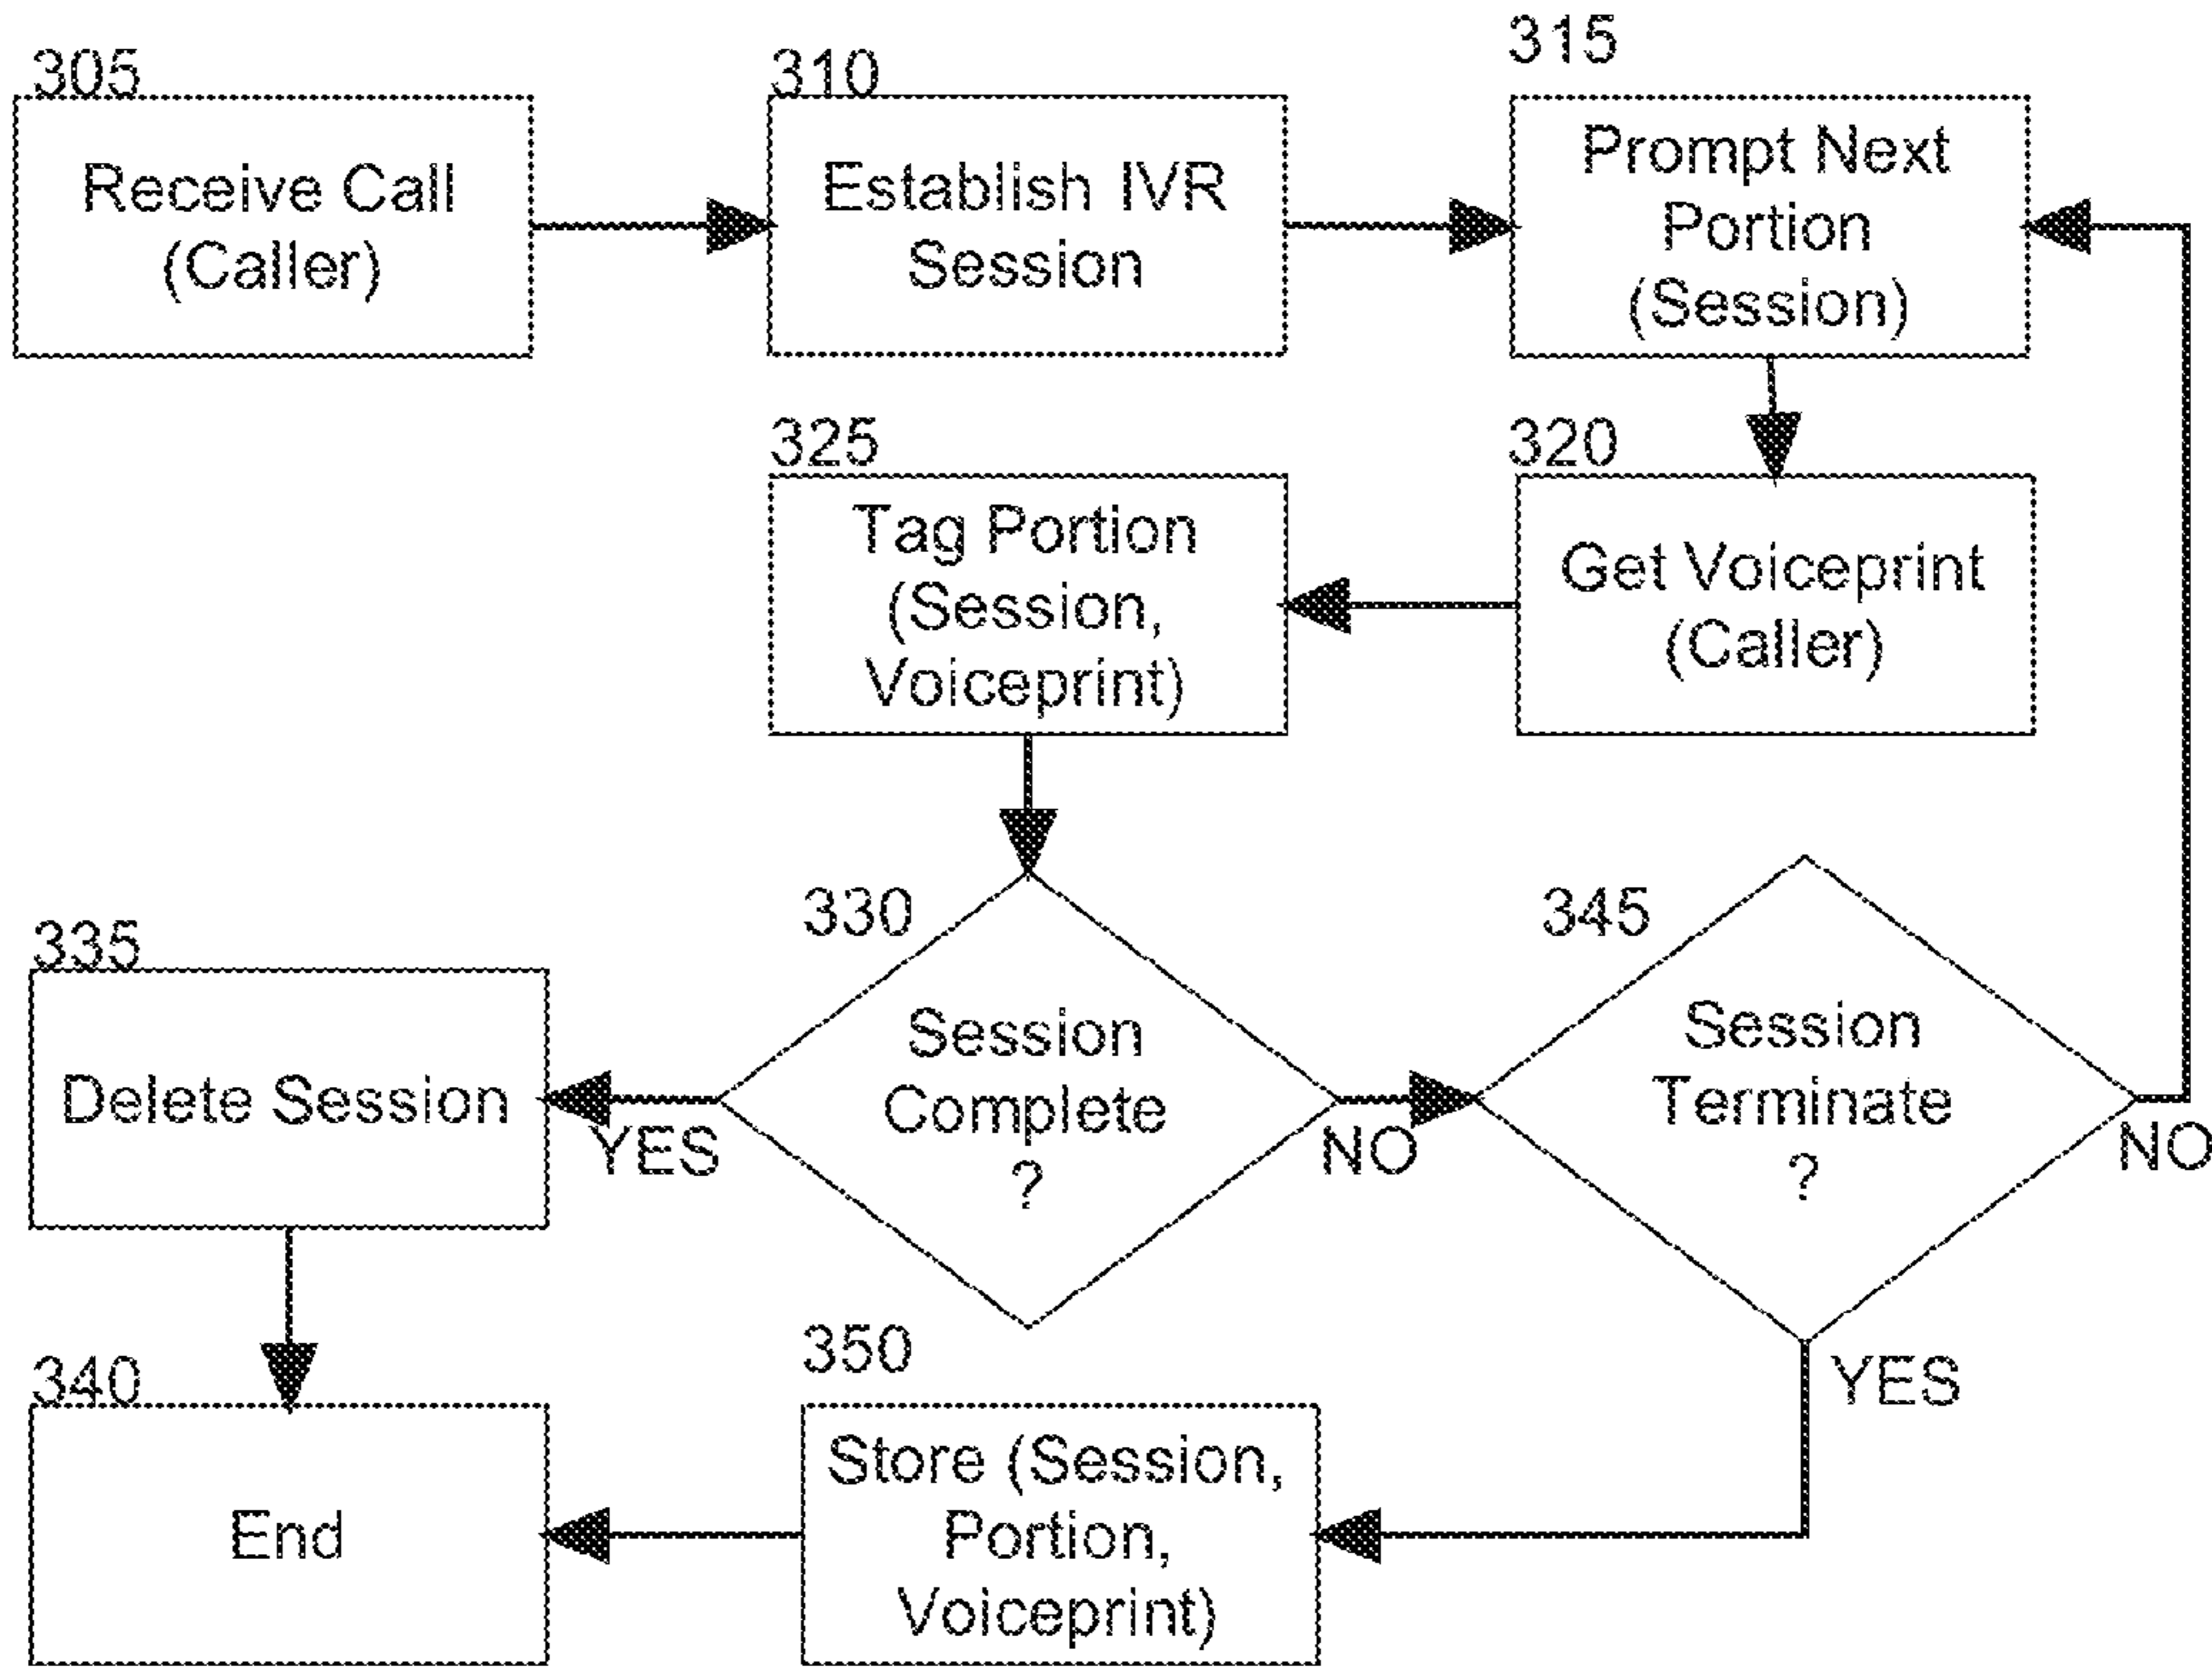 305
Receive Call
(Caller)
310
Establish IVR
Session
315
Prompt Next
Portion
(Session)
320
Get Voiceprint
(Caller)
325
Tag Portion
(Session,
Voiceprint)
330
Session
Complete
?
YES
NO
335
Delete Session
340
End
345
Session
Terminate
?
NO
YES
350
Store (Session,
Portion,
Voiceprint)